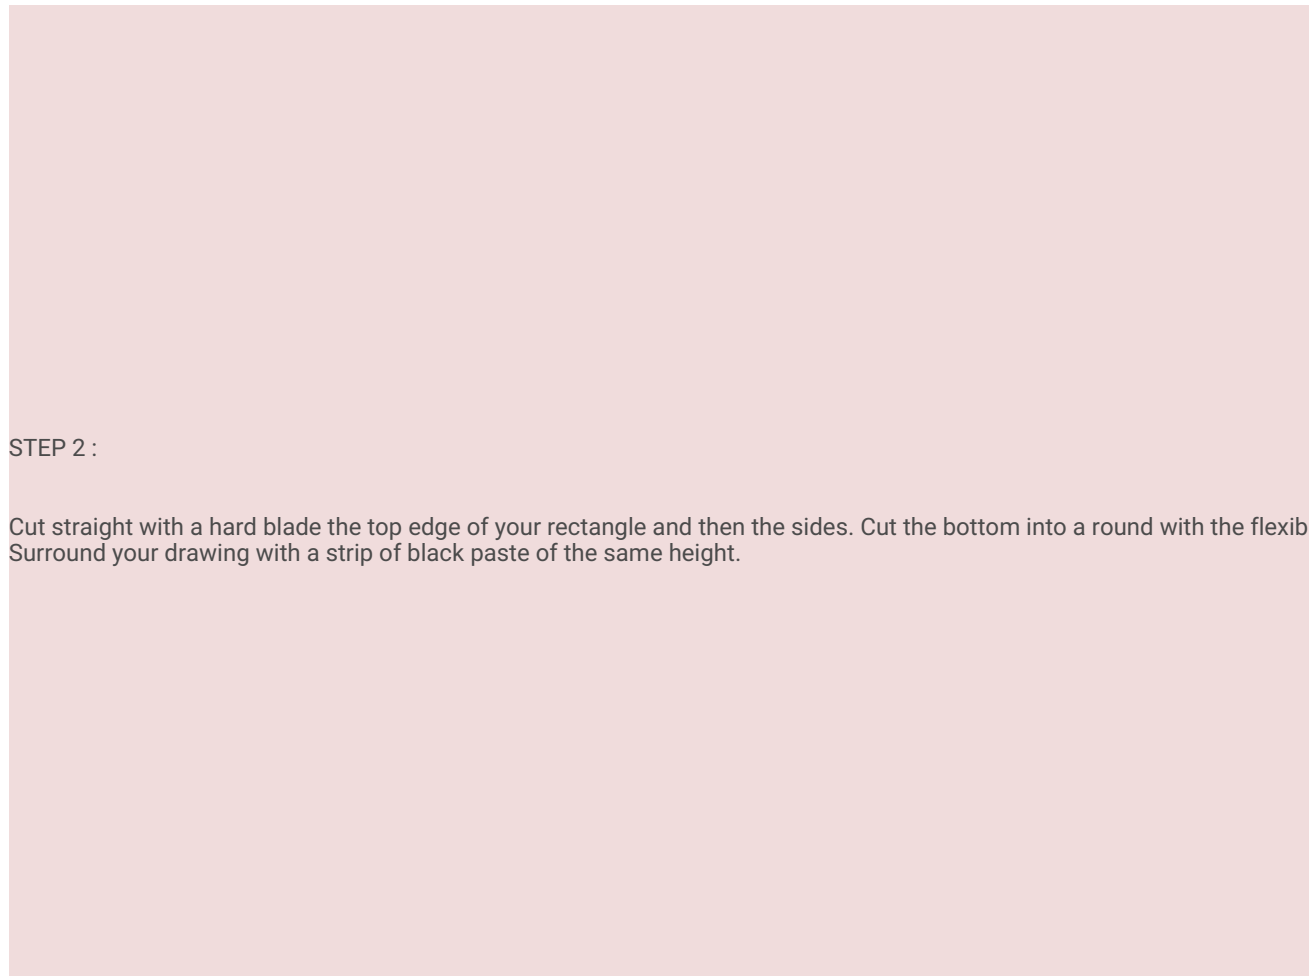 STEP 2 :
Cut straight with a hard blade the top edge of your rectangle and then the sides. Cut the bottom into a round with the flexib
Surround your drawing with a strip of black paste of the same height.